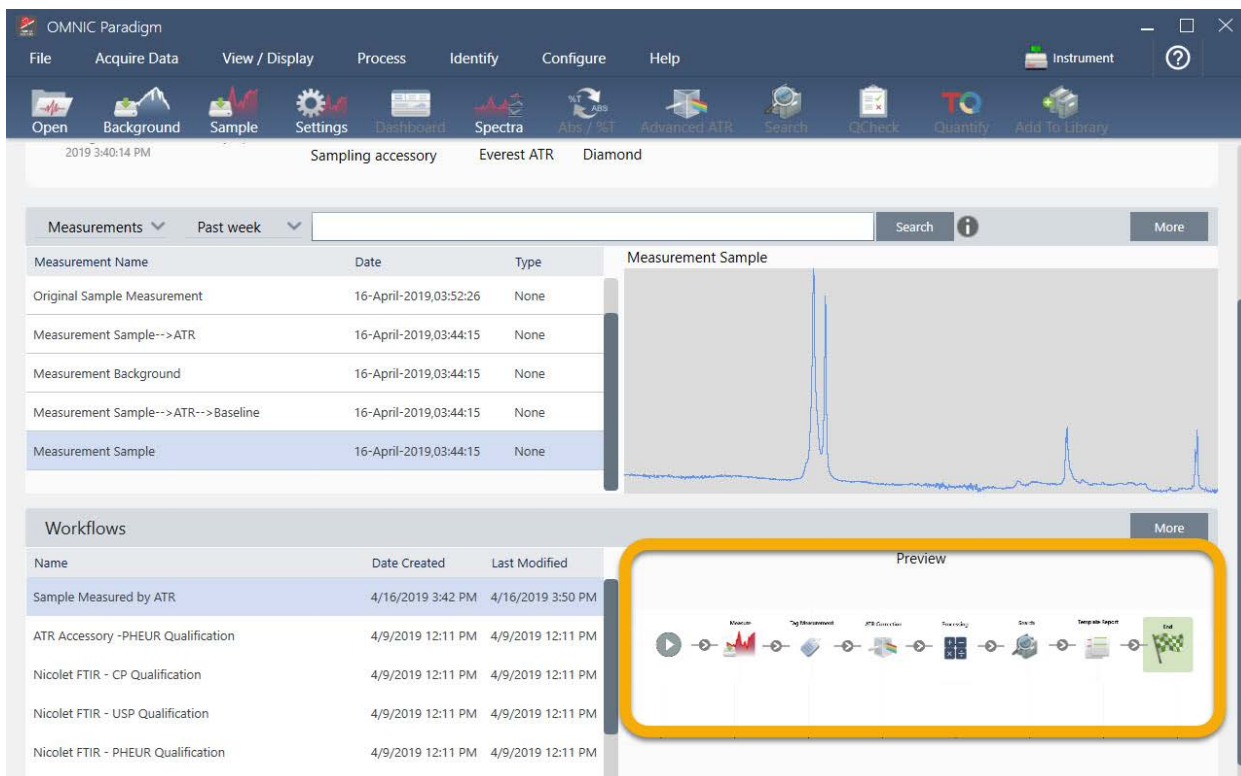 OMNIC Paradigm
File Acquire Data View / Display Process Identify Configure Help Instrument
Open Background Sample Settings Dashboard Spectra Abs / %T Advanced ATR Search QCheck Quantify Add To Library
2019 3:40:14 PM
Sampling accessory Everest ATR Diamond
Measurements Past week Search More
Measurement Name Date Type
Original Sample Measurement 16-April-2019,03:52:26 None
Measurement Sample-->ATR 16-April-2019,03:44:15 None
Measurement Background 16-April-2019,03:44:15 None
Measurement Sample-->ATR-->Baseline 16-April-2019,03:44:15 None
Measurement Sample 16-April-2019,03:44:15 None
Measurement Sample
Workflows More
Name Date Created Last Modified
Sample Measured by ATR 4/16/2019 3:42 PM 4/16/2019 3:50 PM
ATR Accessory -PHEUR Qualification 4/9/2019 12:11 PM 4/9/2019 12:11 PM
Nicolet FTIR - CP Qualification 4/9/2019 12:11 PM 4/9/2019 12:11 PM
Nicolet FTIR - USP Qualification 4/9/2019 12:11 PM 4/9/2019 12:11 PM
Nicolet FTIR - PHEUR Qualification 4/9/2019 12:11 PM 4/9/2019 12:11 PM
Preview
Measure Tag Measurement ATR Correction Processing Search Template Report End